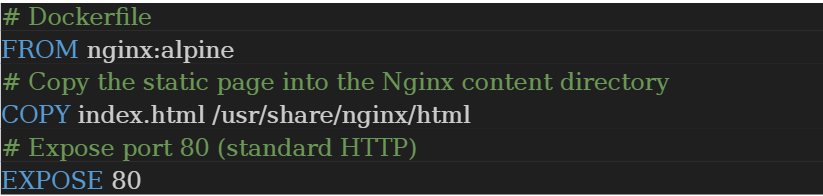 # Dockerfile
FROM nginx:alpine
# Copy the static page into the Nginx content directory
COPY index.html /usr/share/nginx/html
# Expose port 80 (standard HTTP)
EXPOSE 80